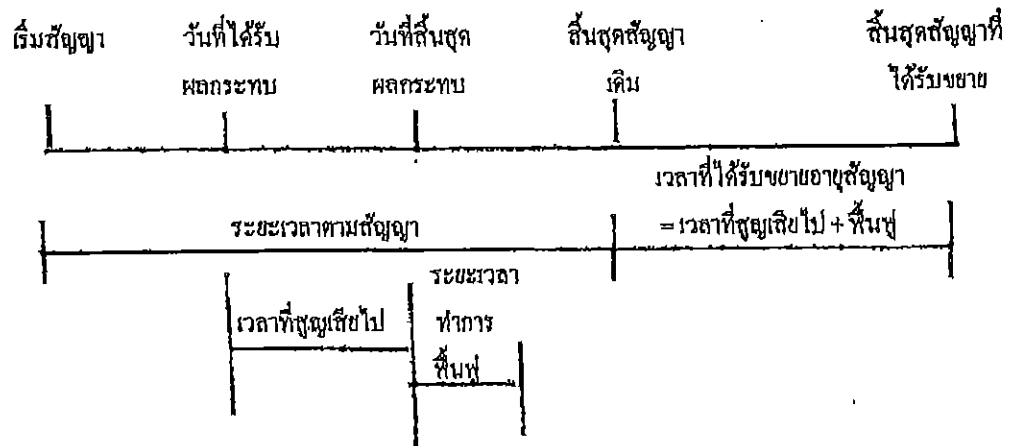 เริ่มสัญญา วันที่ได้รับ วันที่สิ้นสุด สิ้นสุดสัญญา สิ้นสุดสัญญาที่
ผลกระทบ ผลกระทบ เดิม ได้รับขยาย
เวลาที่ได้รับขยายอายุสัญญา
ระยะเวลาตามสัญญา = เวลาที่สูญเสียไป + ฟื้นฟู
ระยะเวลา
เวลาที่สูญเสียไป ทำการ
ฟื้นฟู